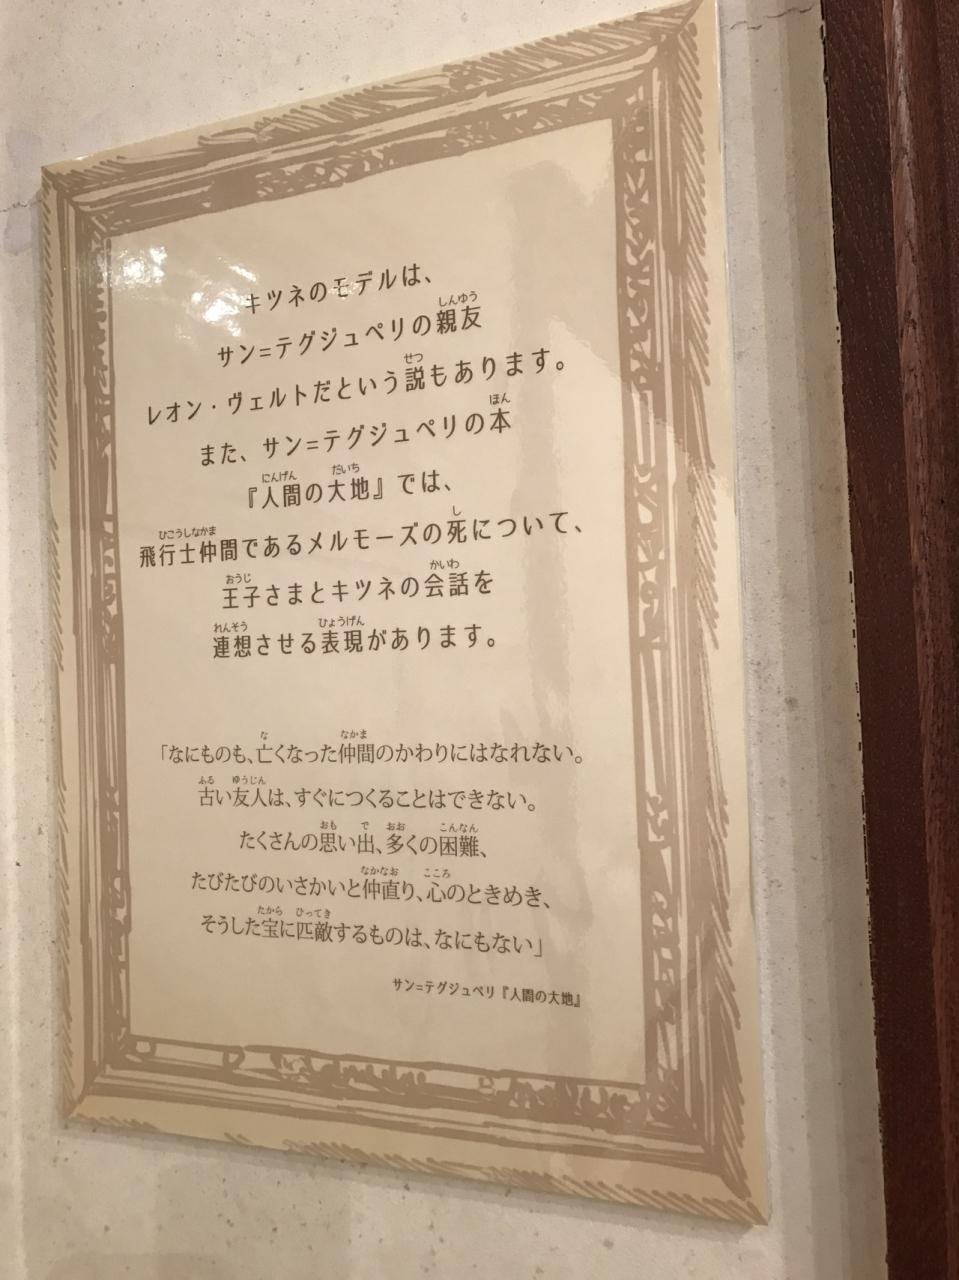 キツネのモデルは、
サン=テグジュペリの親友
レオン・ヴェルトだという説もあります。
また、サン=テグジュペリの本
『人間の大地』では、
飛行士仲間であるメルモーズの死について、
王子さまとキツネの会話を
連想させる表現があります。
「なにものも、亡くなった仲間のかわりにはなれない。
古い友人は、すぐにつくることはできない。
たくさんの思い出、多くの困難、
たびたびのいさかいと仲直り、心のときめき、
そうした宝に匹敵するものは、なにもない」
サン=テグジュペリ『人間の大地』